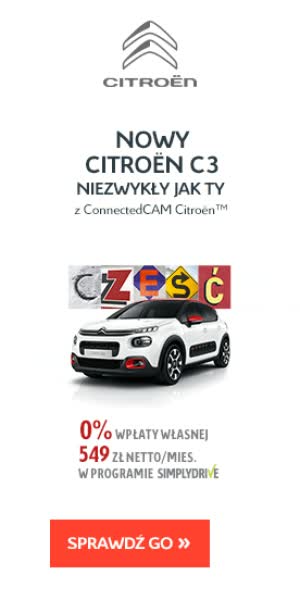 CITROËN
NOWY
CITROËN C3
NIEZWYKŁY JAK TY
z ConnectedCAM Citroën™
CZEŚĆ
0% WPŁATY WŁASNEJ
549 ZŁ NETTO/MIES.
W PROGRAMIE SIMPLYDRIVE
SPRAWDŹ GO »